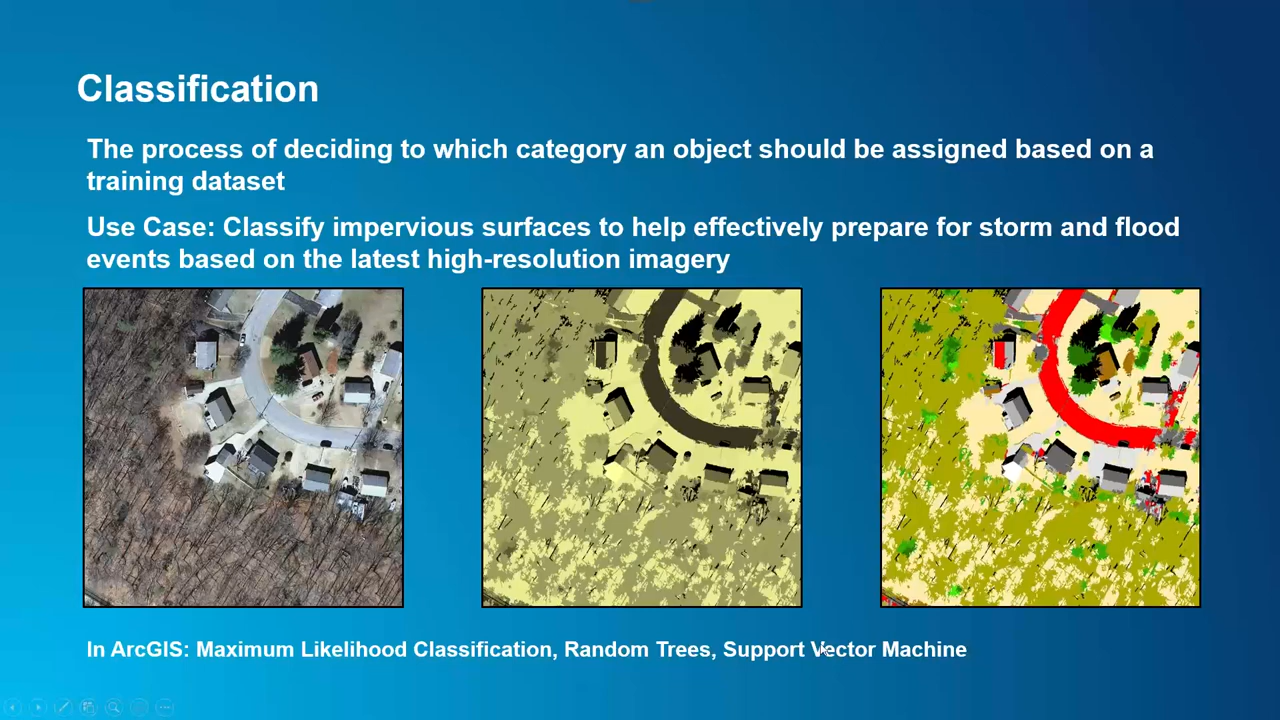 Classification
The process of deciding to which category an object should be assigned based on a
training dataset
Use Case: Classify impervious surfaces to help effectively prepare for storm and flood
events based on the latest high-resolution imagery
In ArcGIS: Maximum Likelihood Classification, Random Trees, Support Vector Machine